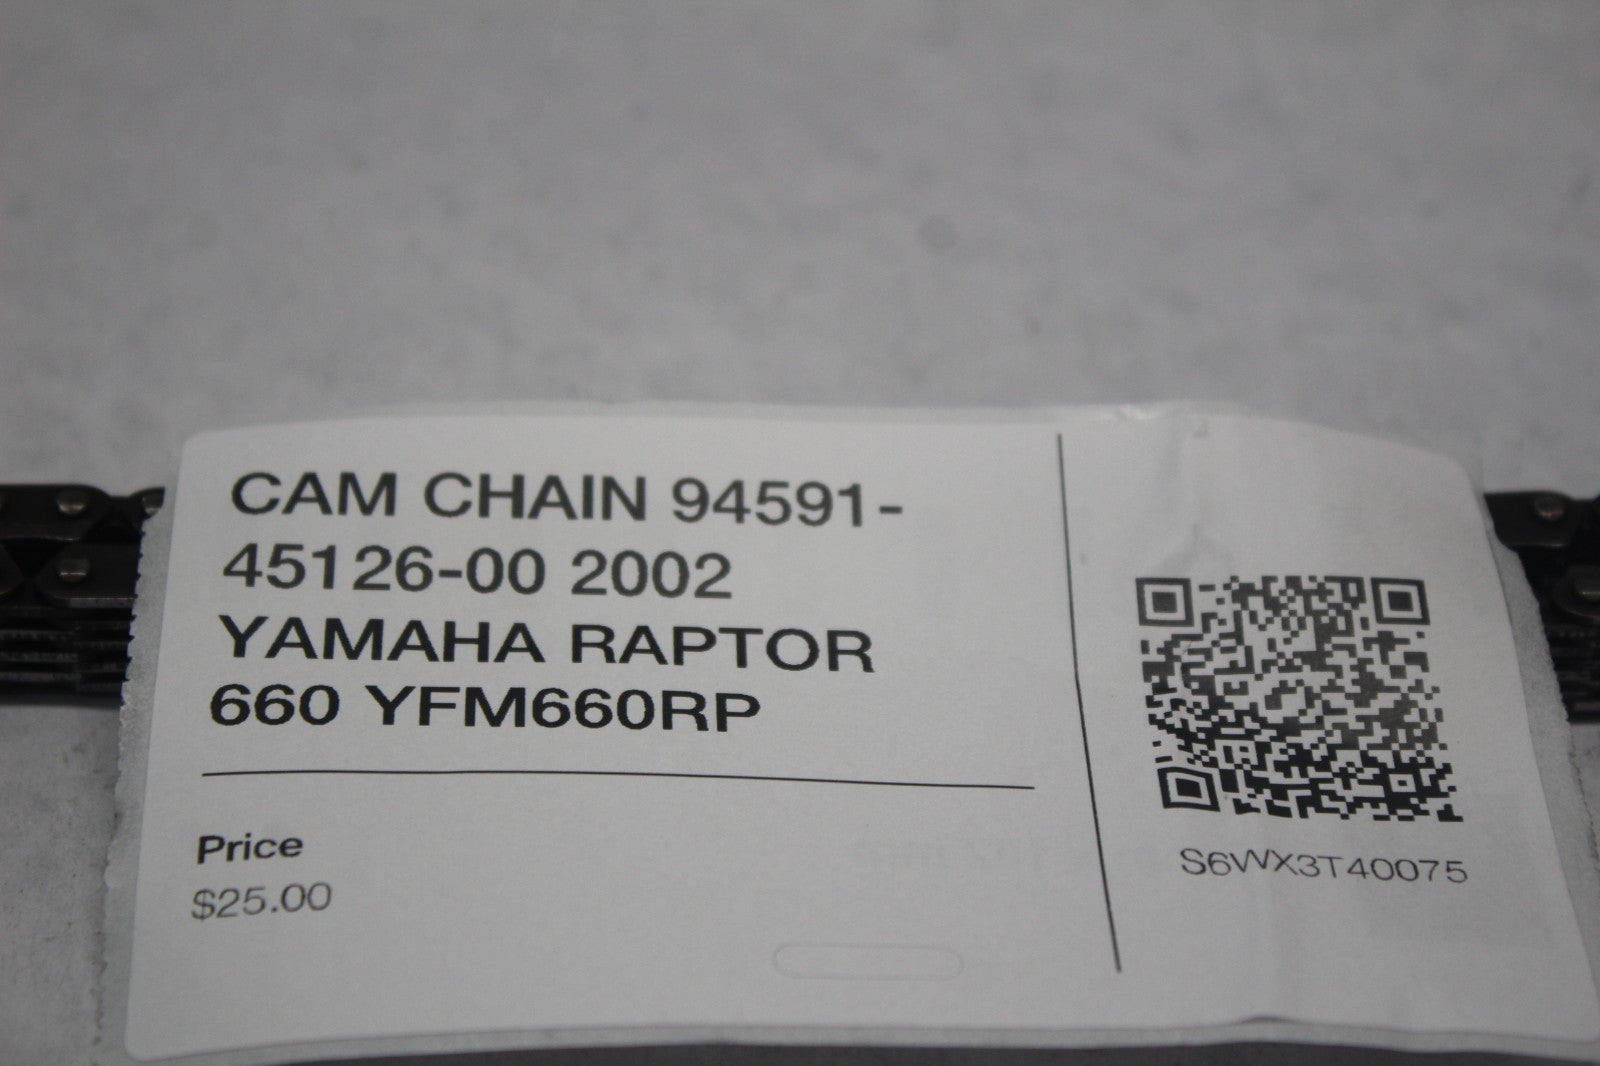 CAM CHAIN 94591-
45126-00 2002
YAMAHA RAPTOR
660 YFM660RP
Price
$25.00
S6WX3T40075